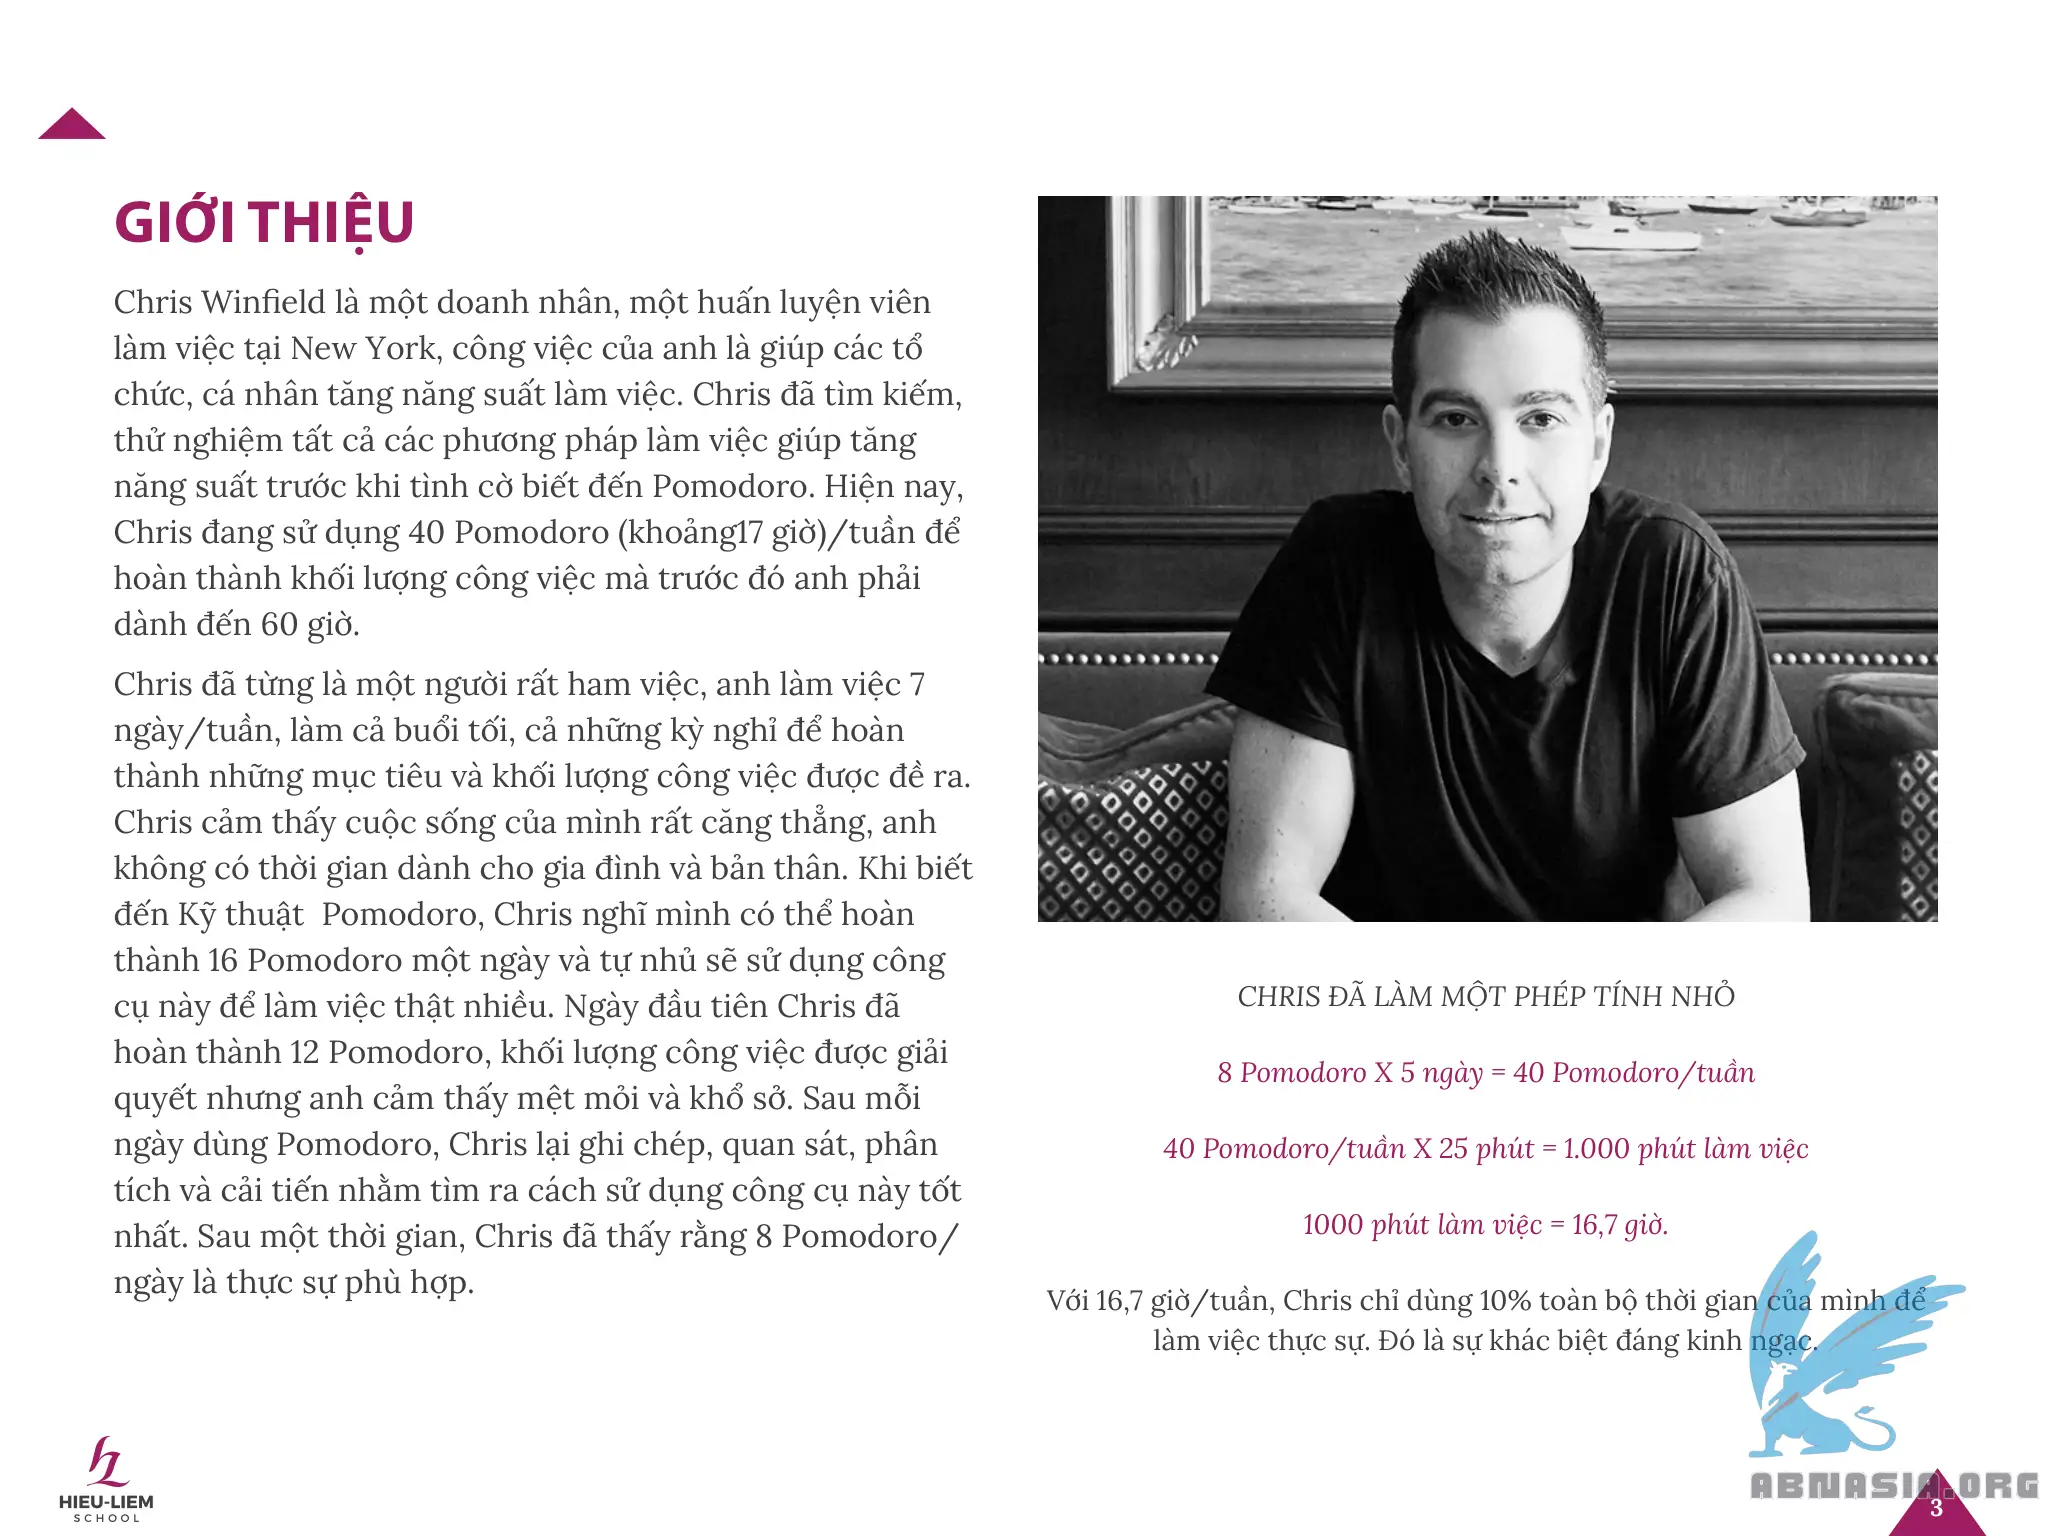 GIỚI THIỆU
Chris Winfield là một doanh nhân, một huấn luyện viên
làm việc tại New York, công việc của anh là giúp các tổ
chức, cá nhân tăng năng suất làm việc. Chris đã tìm kiếm,
thử nghiệm tất cả các phương pháp làm việc giúp tăng
năng suất trước khi tình cờ biết đến Pomodoro. Hiện nay,
Chris đang sử dụng 40 Pomodoro (khoảng17 giờ)/tuần để
hoàn thành khối lượng công việc mà trước đó anh phải
dành đến 60 giờ.
Chris đã từng là một người rất ham việc, anh làm việc 7
ngày/tuần, làm cả buổi tối, cả những kỳ nghỉ để hoàn
thành những mục tiêu và khối lượng công việc được đề ra.
Chris cảm thấy cuộc sống của mình rất căng thẳng, anh
không có thời gian dành cho gia đình và bản thân. Khi biết
đến Kỹ thuật  Pomodoro, Chris nghĩ mình có thể hoàn
thành 16 Pomodoro một ngày và tự nhủ sẽ sử dụng công
cụ này để làm việc thật nhiều. Ngày đầu tiên Chris đã
hoàn thành 12 Pomodoro, khối lượng công việc được giải
quyết nhưng anh cảm thấy mệt mỏi và khổ sở. Sau mỗi
ngày dùng Pomodoro, Chris lại ghi chép, quan sát, phân
tích và cải tiến nhằm tìm ra cách sử dụng công cụ này tốt
nhất. Sau một thời gian, Chris đã thấy rằng 8 Pomodoro/
ngày là thực sự phù hợp.
CHRIS ĐÃ LÀM MỘT PHÉP TÍNH NHỎ
8 Pomodoro X 5 ngày = 40 Pomodoro/tuần
40 Pomodoro/tuần X 25 phút = 1.000 phút làm việc
1000 phút làm việc = 16,7 giờ.
Với 16,7 giờ/tuần, Chris chỉ dùng 10% toàn bộ thời gian của mình để
làm việc thực sự. Đó là sự khác biệt đáng kinh ngạc.
HIEU-LIEM
SCHOOL
ABNASIA.ORG
3